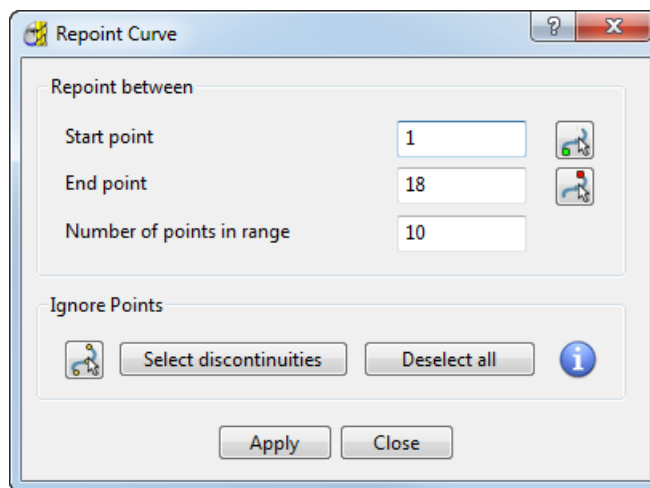 Repoint Curve
Repoint between
Start point 1
End point 18
Number of points in range 10
Ignore Points
Select discontinuities Deselect all
Apply Close